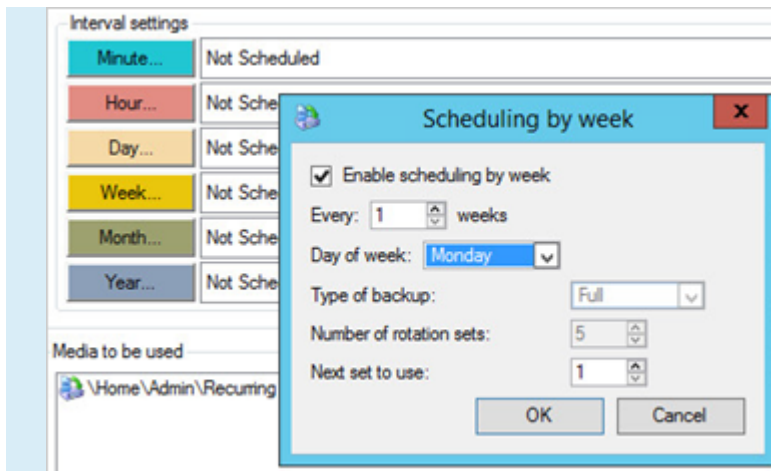 Interval settings
Minute... Not Scheduled
Hour... Not Sche
Day... Not Sche
Week... Not Sche
Month... Not Sche
Year... Not Sche
Media to be used
\Home\Admin\Recurring
Scheduling by week
x
Enable scheduling by week
Every: 1 weeks
Day of week: Monday
Type of backup: Full
Number of rotation sets: 5
Next set to use: 1
OK Cancel